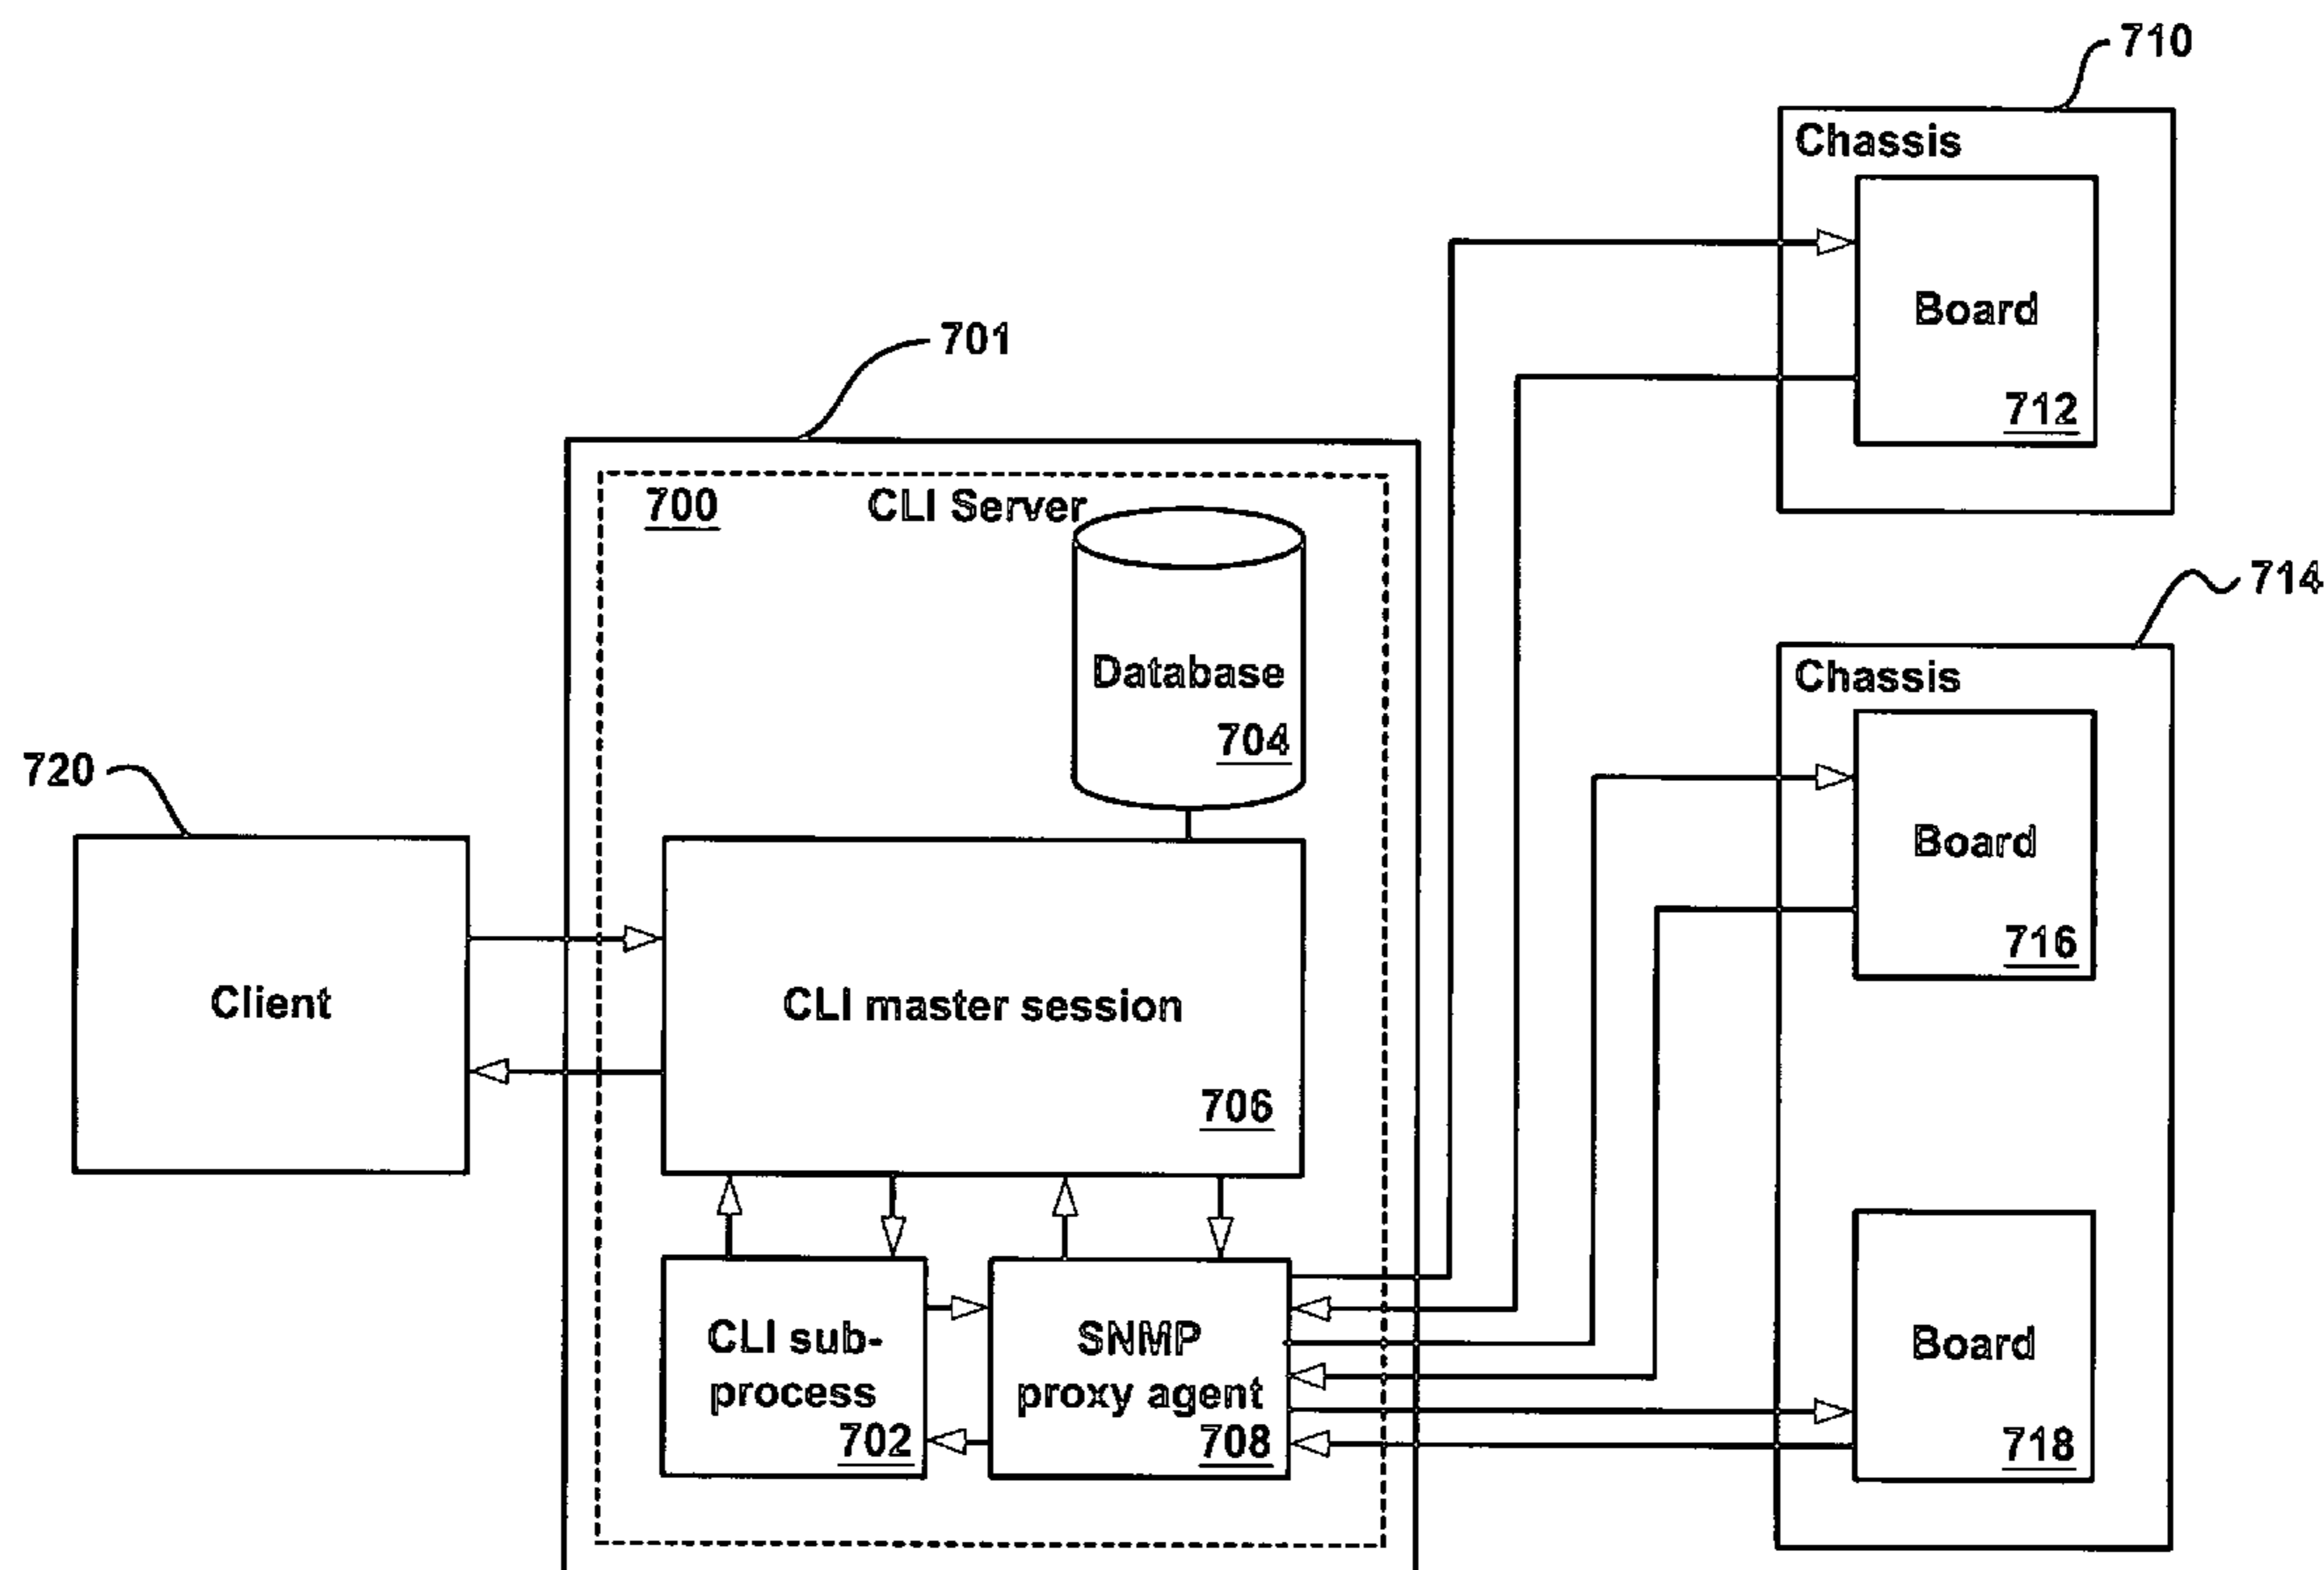 710
Chassis
Board
712
701
700
CLI Server
Database
704
714
Chassis
Board
716
720
Client
CLI master session
706
CLI sub-
process
702
SNMP
proxy agent
708
Board
718